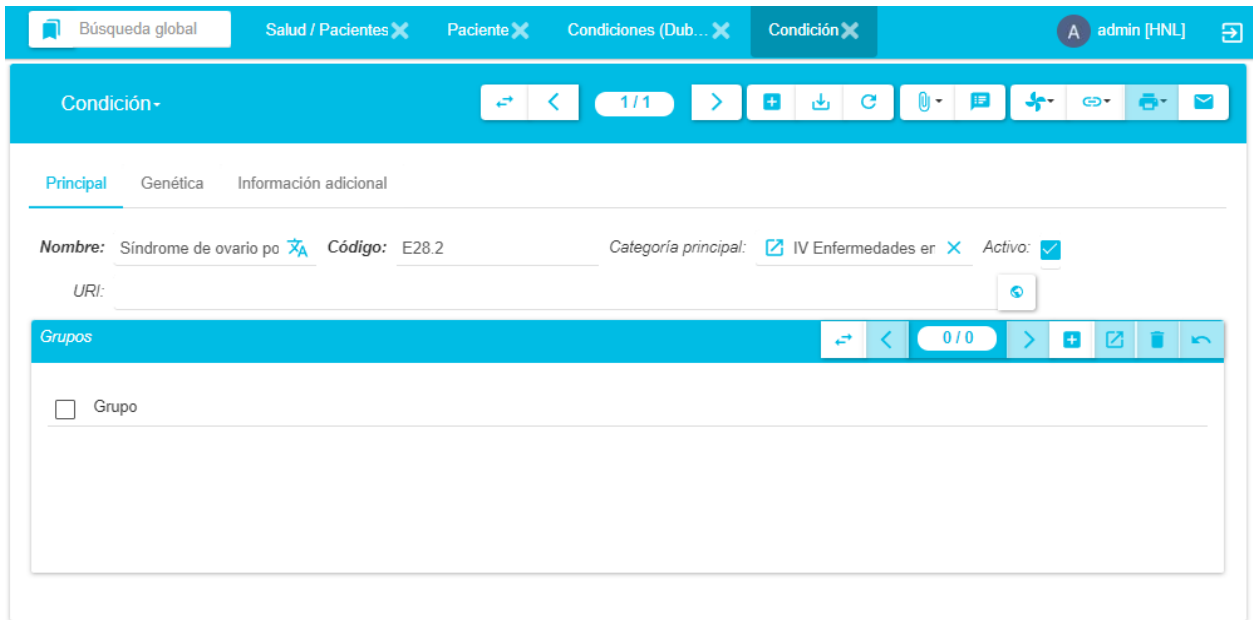 Búsqueda global Salud / Pacientes Paciente Condiciones (Dub... Condición A admin [HNL]
Condición 1 / 1
Principal Genética Información adicional
Nombre: Síndrome de ovario po Código: E28.2 Categoría principal: IV Enfermedades en Activo:
URI:
Grupos 0 / 0
Grupo